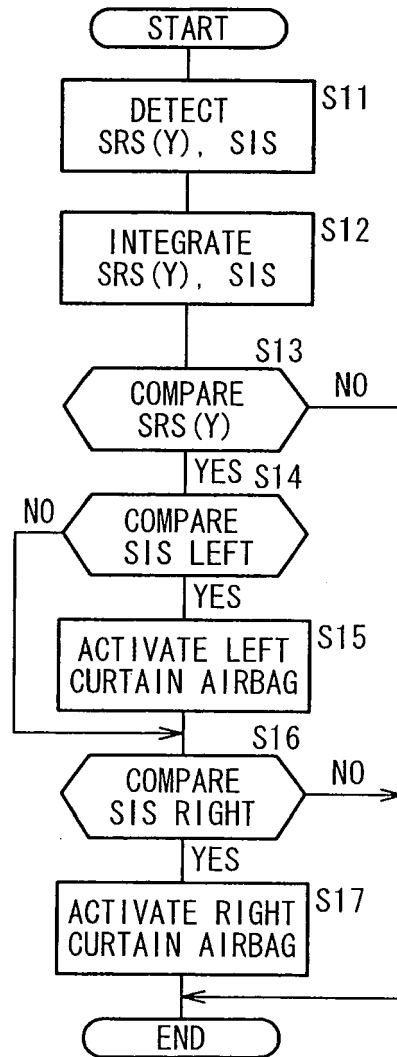 START
S11
DETECT
SRS(Y), SIS
S12
INTEGRATE
SRS(Y), SIS
S13
COMPARE
SRS(Y)
NO
YES
S14
NO
COMPARE
SIS LEFT
YES
S15
ACTIVATE LEFT
CURTAIN AIRBAG
S16
COMPARE
SIS RIGHT
NO
YES
S17
ACTIVATE RIGHT
CURTAIN AIRBAG
END